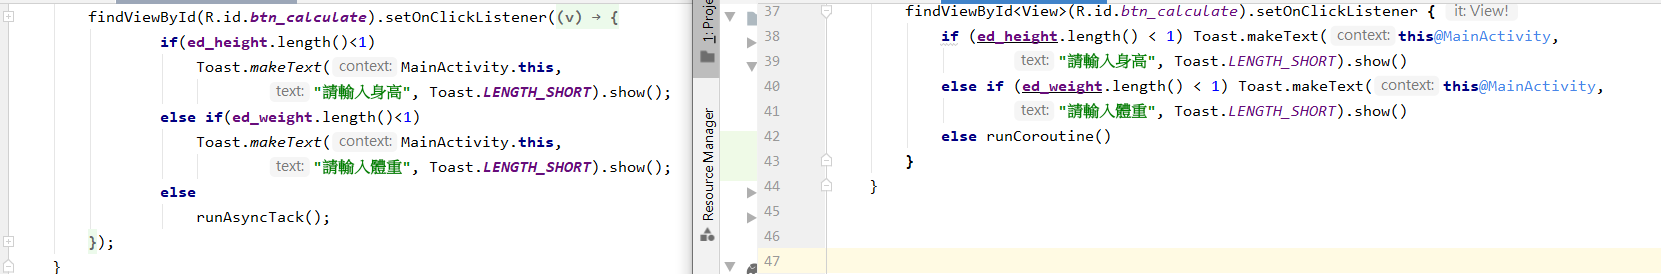 findViewById(R.id.btn_calculate).setOnClickListener((v) → {
if(ed_height.length()<1)
Toast.makeText( context: MainActivity.this,
text: "請輸入身高", Toast.LENGTH_SHORT).show();
else if(ed_weight.length()<1)
Toast.makeText( context: MainActivity.this,
text: "請輸入體重", Toast.LENGTH_SHORT).show();
else
runAsyncTack();
});
}
1: Proje
Resource Manager
37 findViewById<View>(R.id.btn_calculate).setOnClickListener { it: View!
38 if (ed_height.length() < 1) Toast.makeText( context: this@MainActivity,
39 text: "請輸入身高", Toast.LENGTH_SHORT).show()
40 else if (ed_weight.length() < 1) Toast.makeText( context: this@MainActivity,
41 text: "請輸入體重", Toast.LENGTH_SHORT).show()
42 else runCoroutine()
43 }
44 }
45
46
47